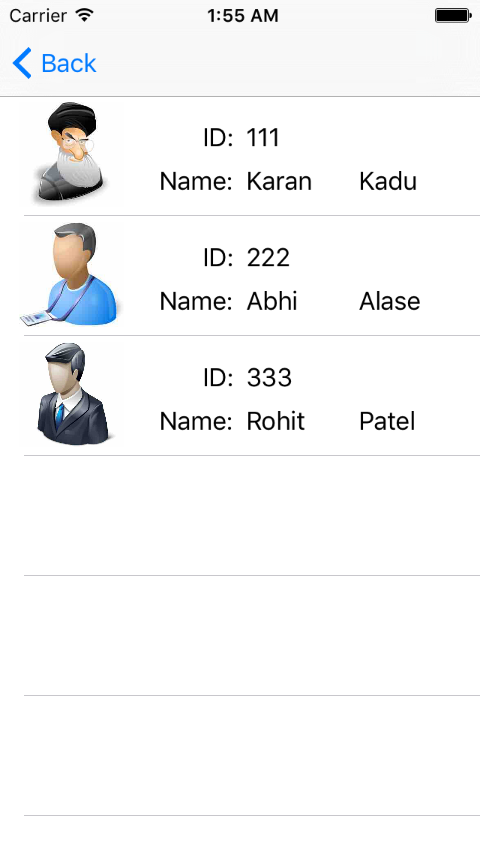 Carrier 1:55 AM
Back
ID: 111
Name: Karan Kadu
ID: 222
Name: Abhi Alase
ID: 333
Name: Rohit Patel